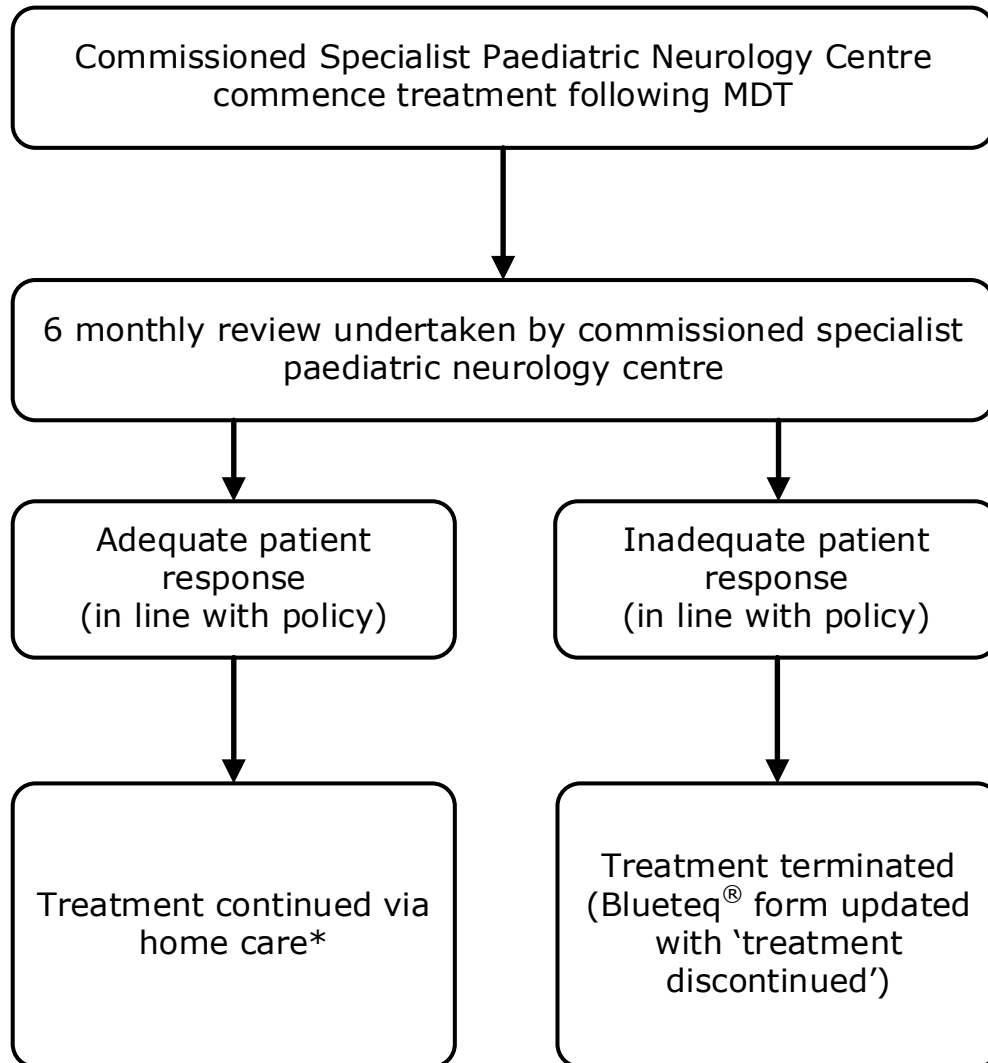 Commissioned Specialist Paediatric Neurology Centre
commence treatment following MDT
6 monthly review undertaken by commissioned specialist
paediatric neurology centre
Adequate patient
response
(in line with policy)
Inadequate patient
response
(in line with policy)
Treatment continued via
home care*
Treatment terminated
(Blueteq® form updated
with ‘treatment
discontinued’)